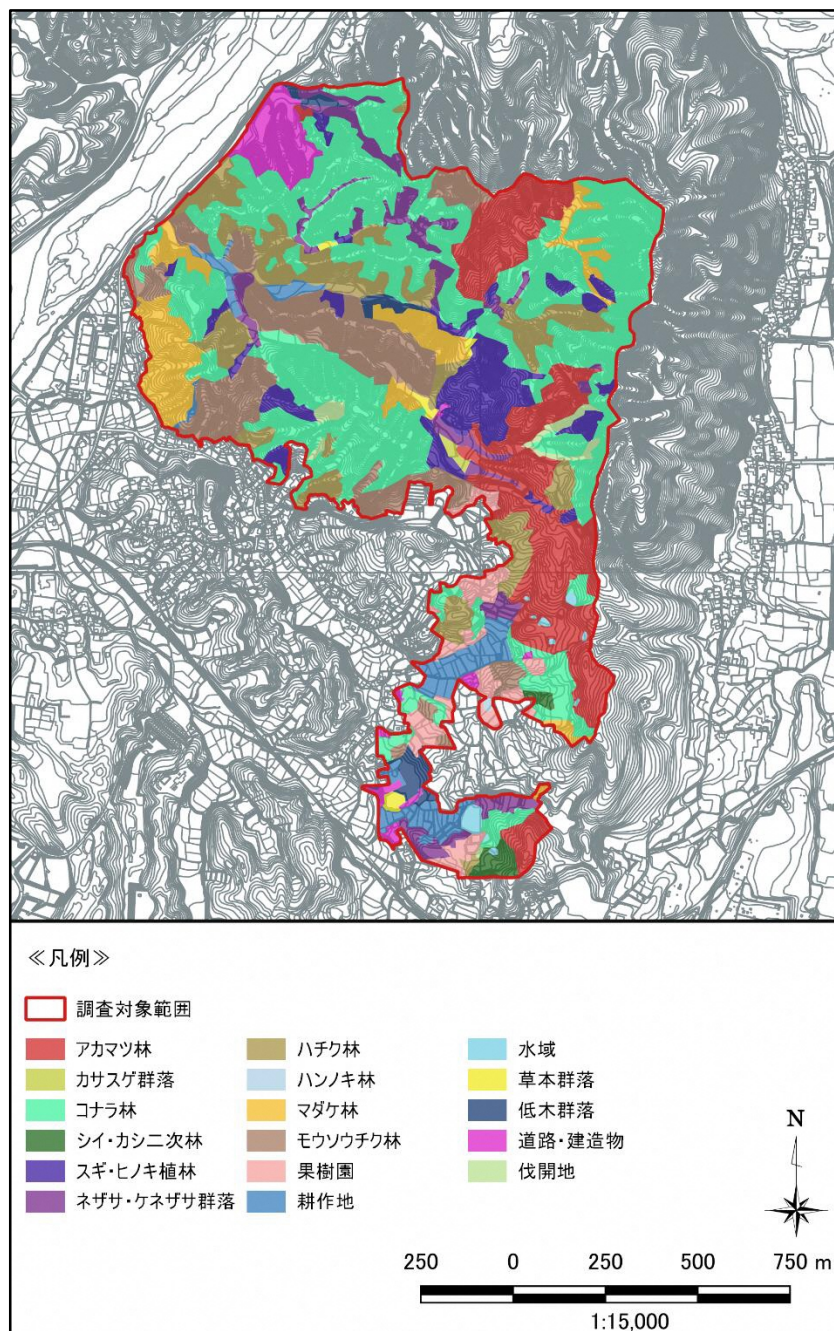 ≪凡例≫
調査対象範囲
アカマツ林
カサスゲ群落
コナラ林
シイ・カシ二次林
スギ・ヒノキ植林
ネザサ・ケネザサ群落
ハチク林
ハンノキ林
マダケ林
モウソウチク林
果樹園
耕作地
水域
草本群落
低木群落
道路・建造物
伐開地
N
250 0 250 500 750 m
1:15,000